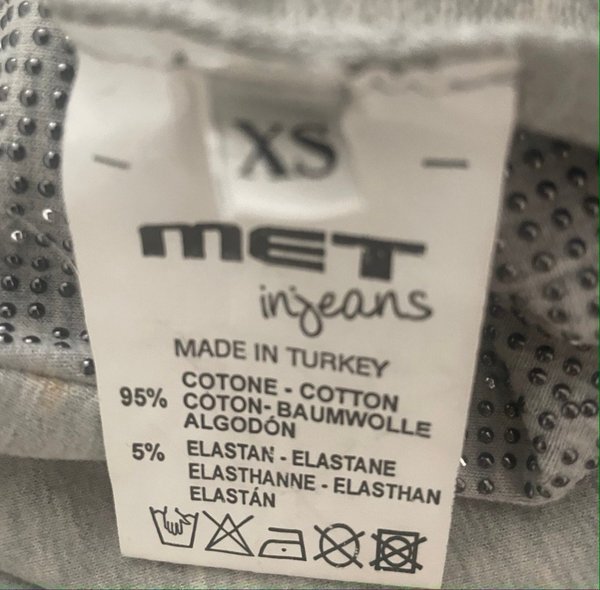 XS
MET
injeans
MADE IN TURKEY
95% COTONE - COTTON
COTON- BAUMWOLLE
ALGODÓN
5% ELASTAN - ELASTANE
ELASTHANNE - ELASTHAN
ELASTÁN